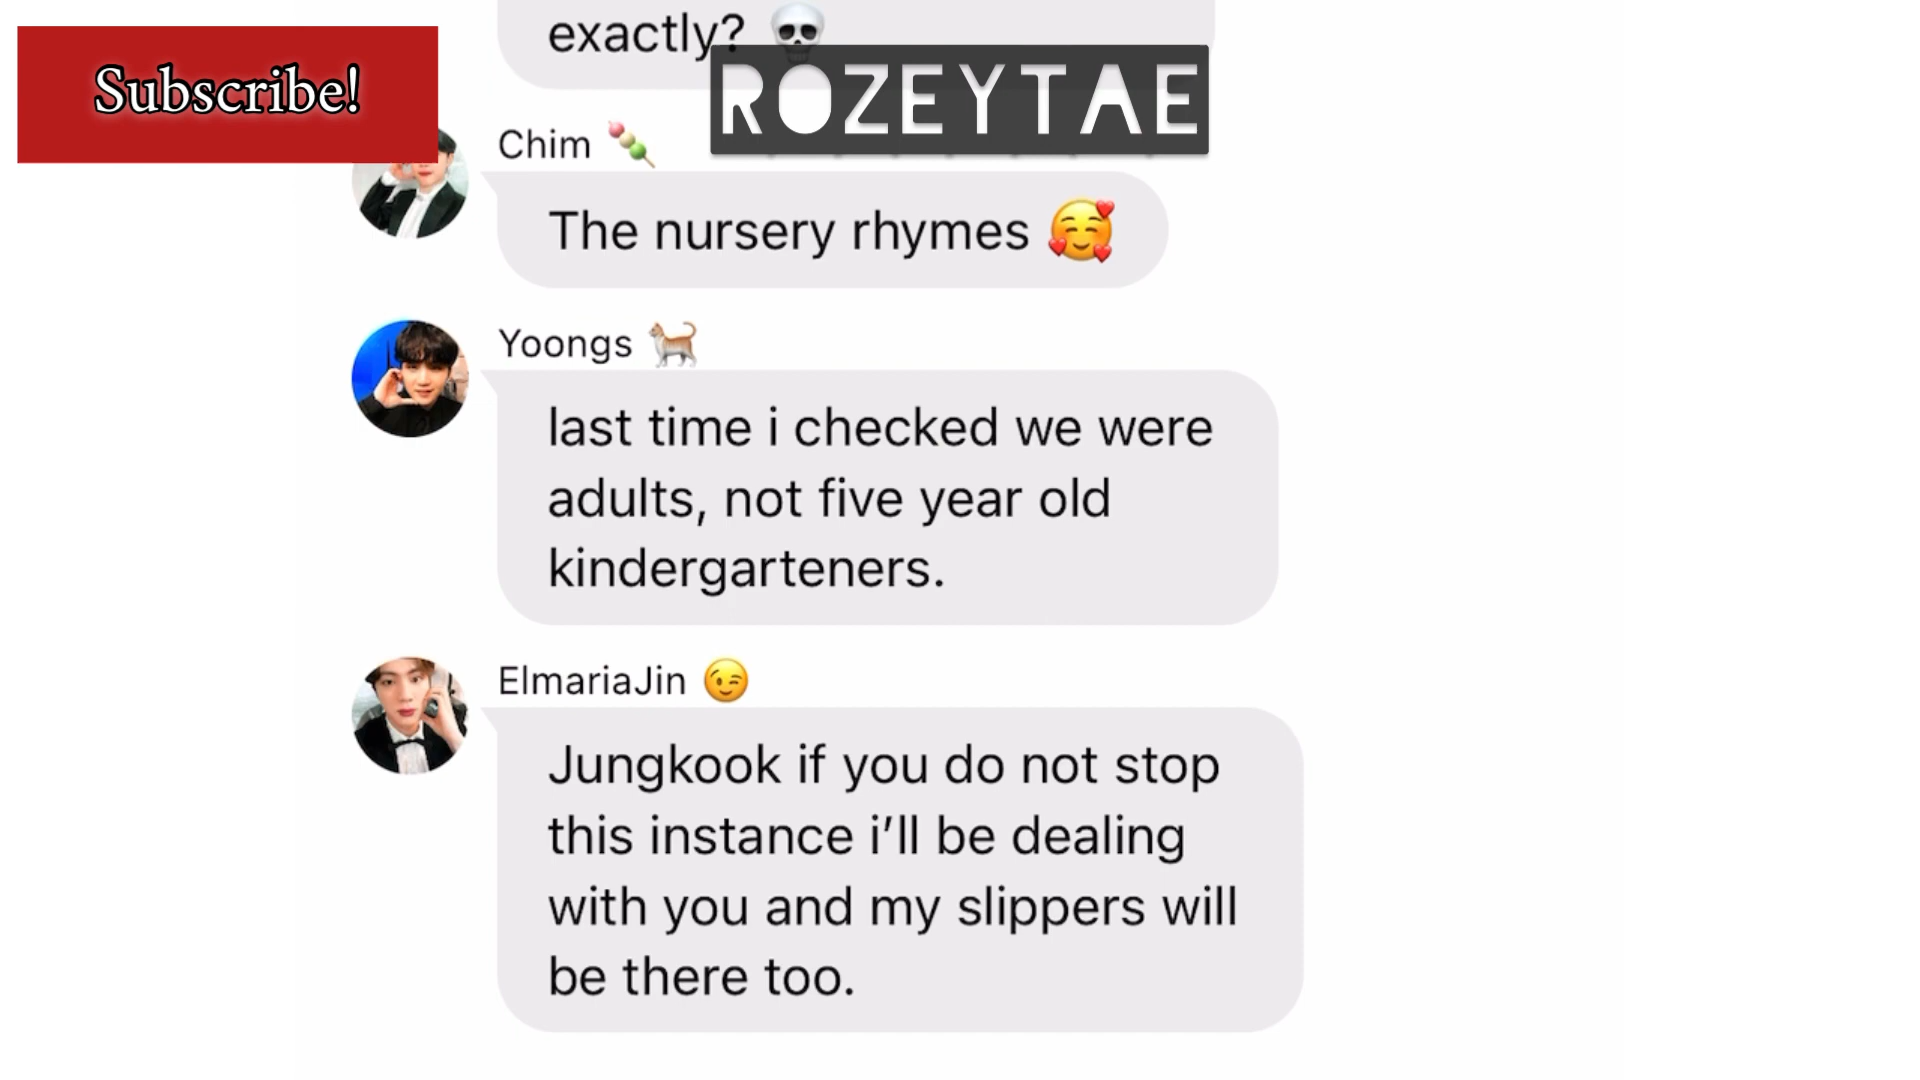 exactly? 💀
Subscribe!
ROZEYTAE
Chim 🍡
The nursery rhymes 🥰
Yoongs 🐈
last time i checked we were
adults, not five year old
kindergarteners.
ElmariaJin 😉
Jungkook if you do not stop
this instance i’ll be dealing
with you and my slippers will
be there too.